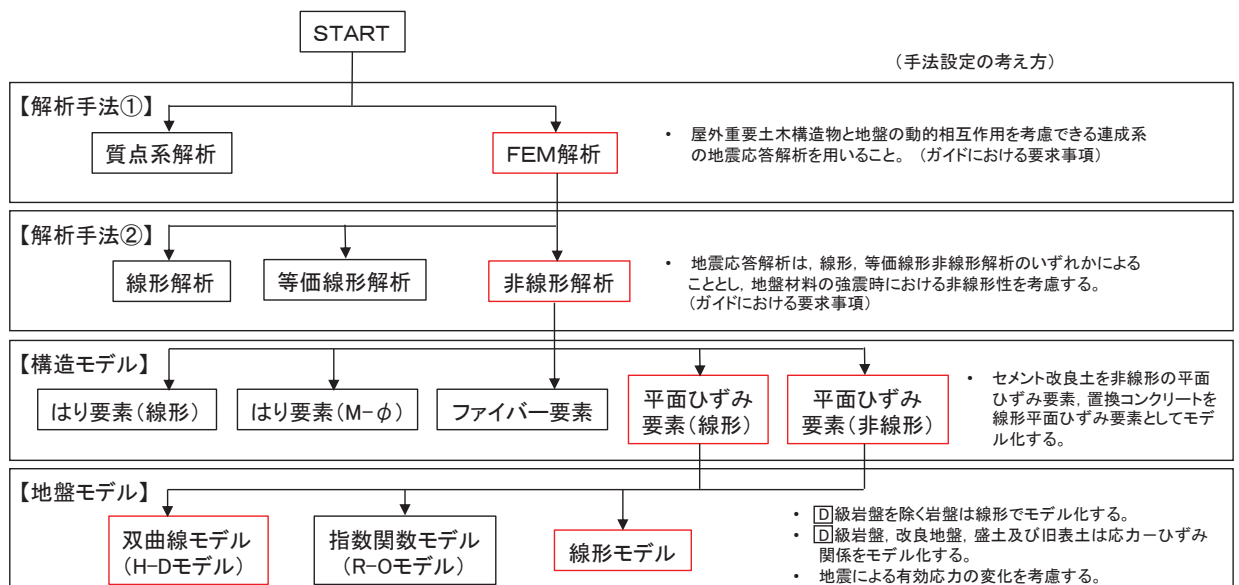 START
(手法設定の考え方)
【解析手法①】
質点系解析
FEM解析
・ 屋外重要土木構造物と地盤の動的相互作用を考慮できる連成系
の地震応答解析を用いること。 (ガイドにおける要求事項)
【解析手法②】
線形解析
等価線形解析
非線形解析
・ 地震応答解析は, 線形, 等価線形非線形解析のいずれかによる
こととし, 地盤材料の強震時における非線形性を考慮する。
(ガイドにおける要求事項)
【構造モデル】
はり要素(線形)
はり要素(M-φ)
ファイバー要素
平面ひずみ
要素(線形)
平面ひずみ
要素(非線形)
・ セメント改良土を非線形の平面
ひずみ要素, 置換コンクリートを
線形平面ひずみ要素としてモデ
ル化する。
【地盤モデル】
双曲線モデル
(H-Dモデル)
指数関数モデル
(R-Oモデル)
線形モデル
・ D級岩盤を除く岩盤は線形でモデル化する。
・ D級岩盤, 改良地盤, 盛土及び旧表土は応力ーひずみ
関係をモデル化する。
・ 地震による有効応力の変化を考慮する。